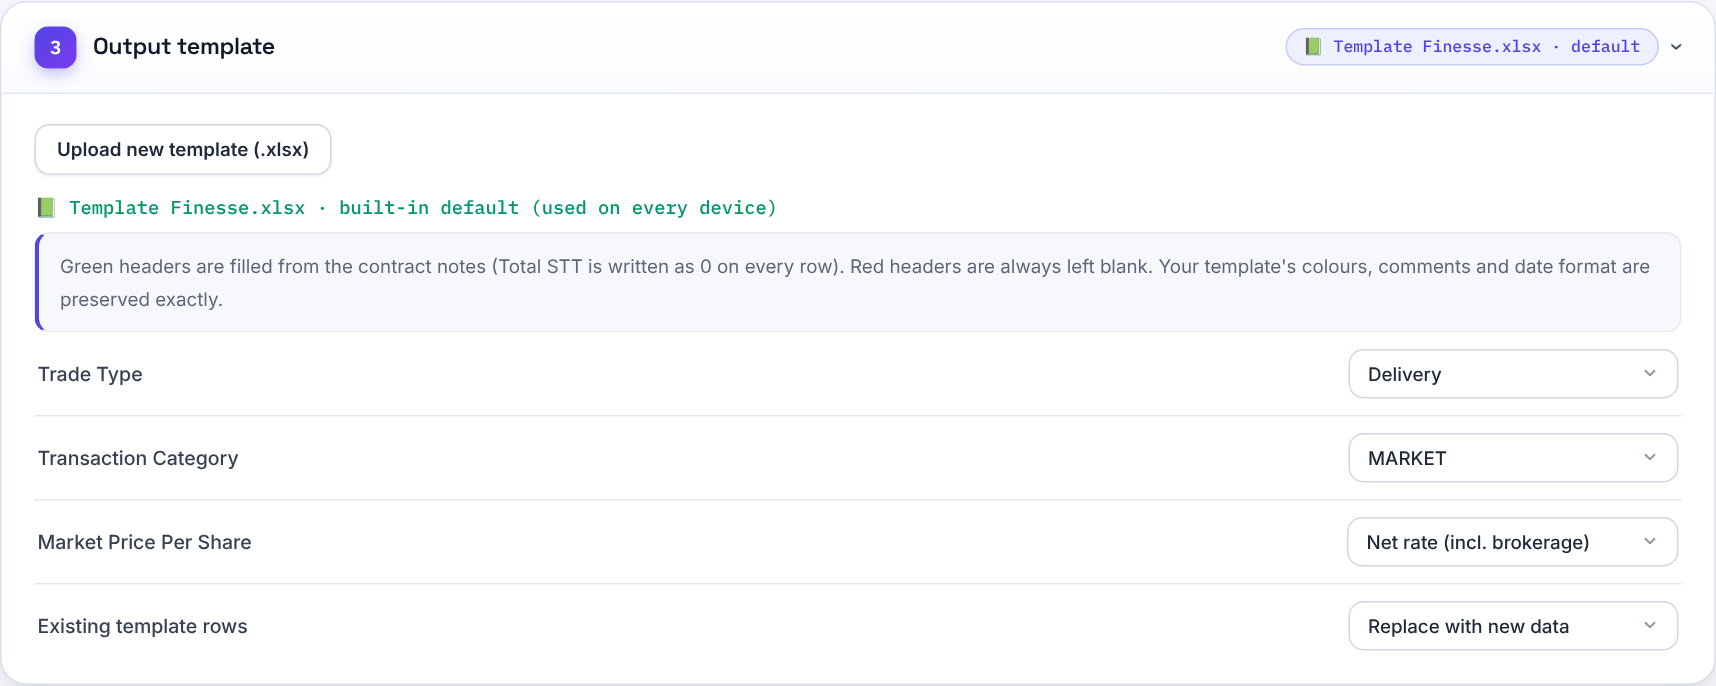 3 Output template
Template Finesse.xlsx · default
Upload new template (.xlsx)
Template Finesse.xlsx · built-in default (used on every device)
Green headers are filled from the contract notes (Total STT is written as 0 on every row). Red headers are always left blank. Your template's colours, comments and date format are
preserved exactly.
Trade Type
Delivery
Transaction Category
MARKET
Market Price Per Share
Net rate (incl. brokerage)
Existing template rows
Replace with new data